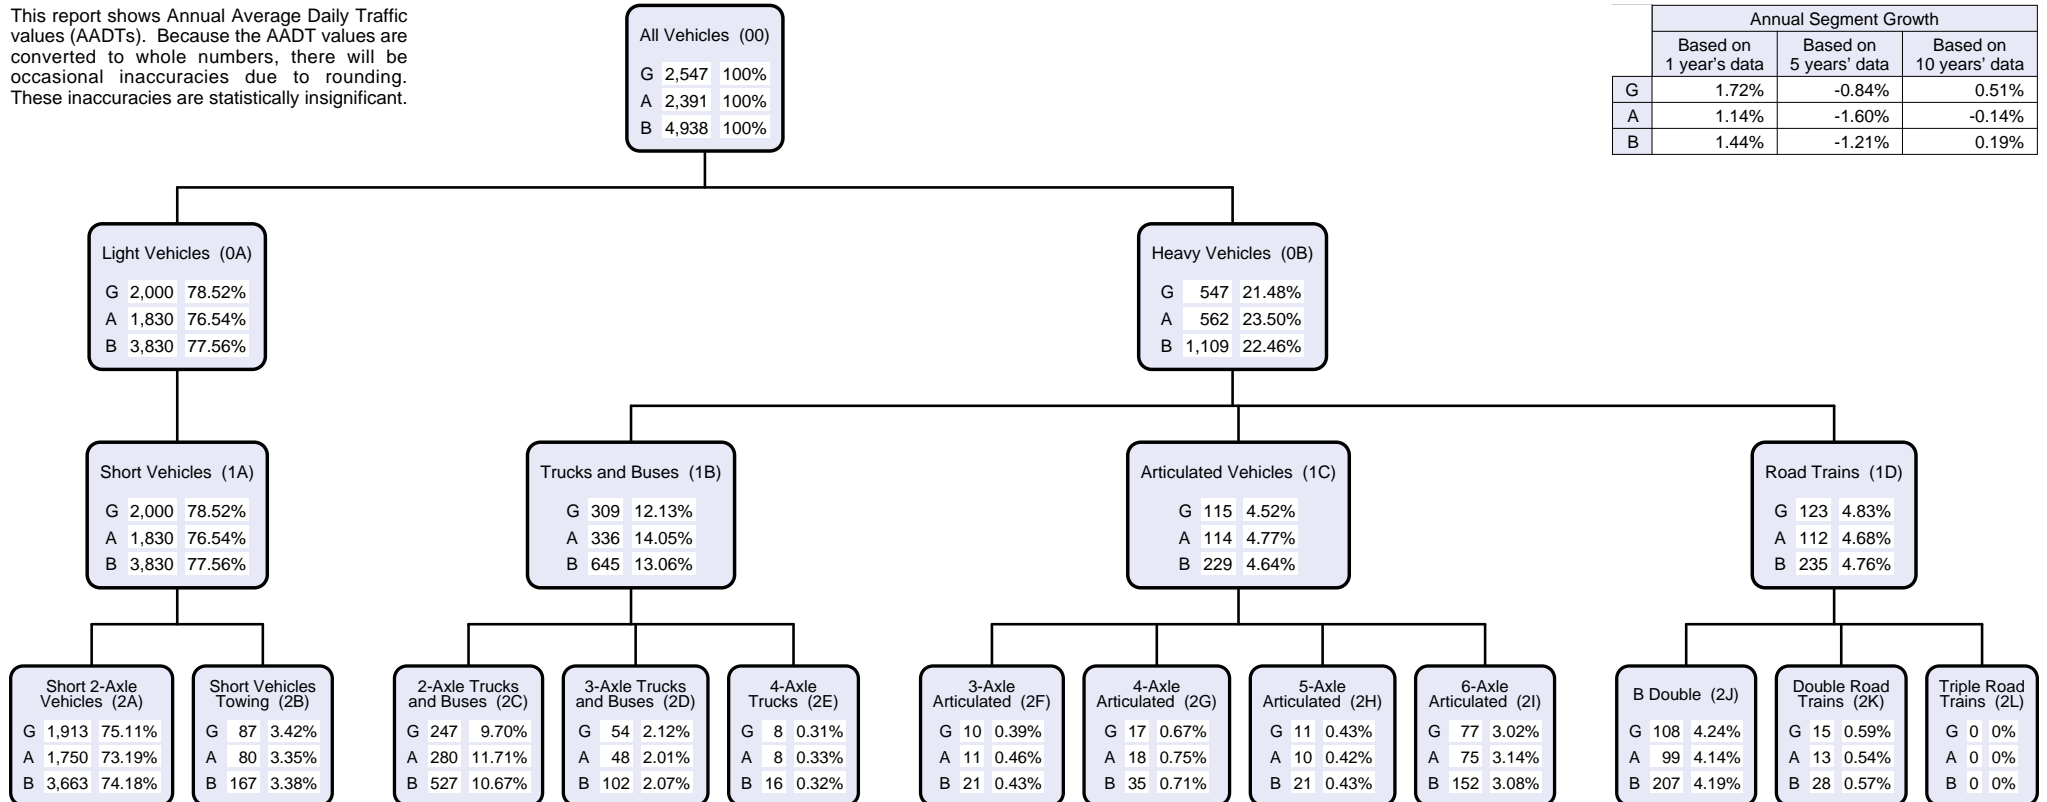 This report shows Annual Average Daily Traffic
values (AADTs). Because the AADT values are
converted to whole numbers, there will be
occasional inaccuracies due to rounding.
These inaccuracies are statistically insignificant.
All Vehicles (00)
G 2,547 100%
A 2,391 100%
B 4,938 100%
Annual Segment Growth
Based on 1 year's data Based on 5 years' data Based on 10 years' data
G 1.72% -0.84% 0.51%
A 1.14% -1.60% -0.14%
B 1.44% -1.21% 0.19%
Light Vehicles (0A)
G 2,000 78.52%
A 1,830 76.54%
B 3,830 77.56%
Heavy Vehicles (0B)
G 547 21.48%
A 562 23.50%
B 1,109 22.46%
Short Vehicles (1A)
G 2,000 78.52%
A 1,830 76.54%
B 3,830 77.56%
Trucks and Buses (1B)
G 309 12.13%
A 336 14.05%
B 645 13.06%
Articulated Vehicles (1C)
G 115 4.52%
A 114 4.77%
B 229 4.64%
Road Trains (1D)
G 123 4.83%
A 112 4.68%
B 235 4.76%
Short 2-Axle
Vehicles (2A)
G 1,913 75.11%
A 1,750 73.19%
B 3,663 74.18%
Short Vehicles
Towing (2B)
G 87 3.42%
A 80 3.35%
B 167 3.38%
2-Axle Trucks
and Buses (2C)
G 247 9.70%
A 280 11.71%
B 527 10.67%
3-Axle Trucks
and Buses (2D)
G 54 2.12%
A 48 2.01%
B 102 2.07%
4-Axle
Trucks (2E)
G 8 0.31%
A 8 0.33%
B 16 0.32%
3-Axle
Articulated (2F)
G 10 0.39%
A 11 0.46%
B 21 0.43%
4-Axle
Articulated (2G)
G 17 0.67%
A 18 0.75%
B 35 0.71%
5-Axle
Articulated (2H)
G 11 0.43%
A 10 0.42%
B 21 0.43%
6-Axle
Articulated (2I)
G 77 3.02%
A 75 3.14%
B 152 3.08%
B Double (2J)
G 108 4.24%
A 99 4.14%
B 207 4.19%
Double Road
Trains (2K)
G 15 0.59%
A 13 0.54%
B 28 0.57%
Triple Road
Trains (2L)
G 0 0%
A 0 0%
B 0 0%